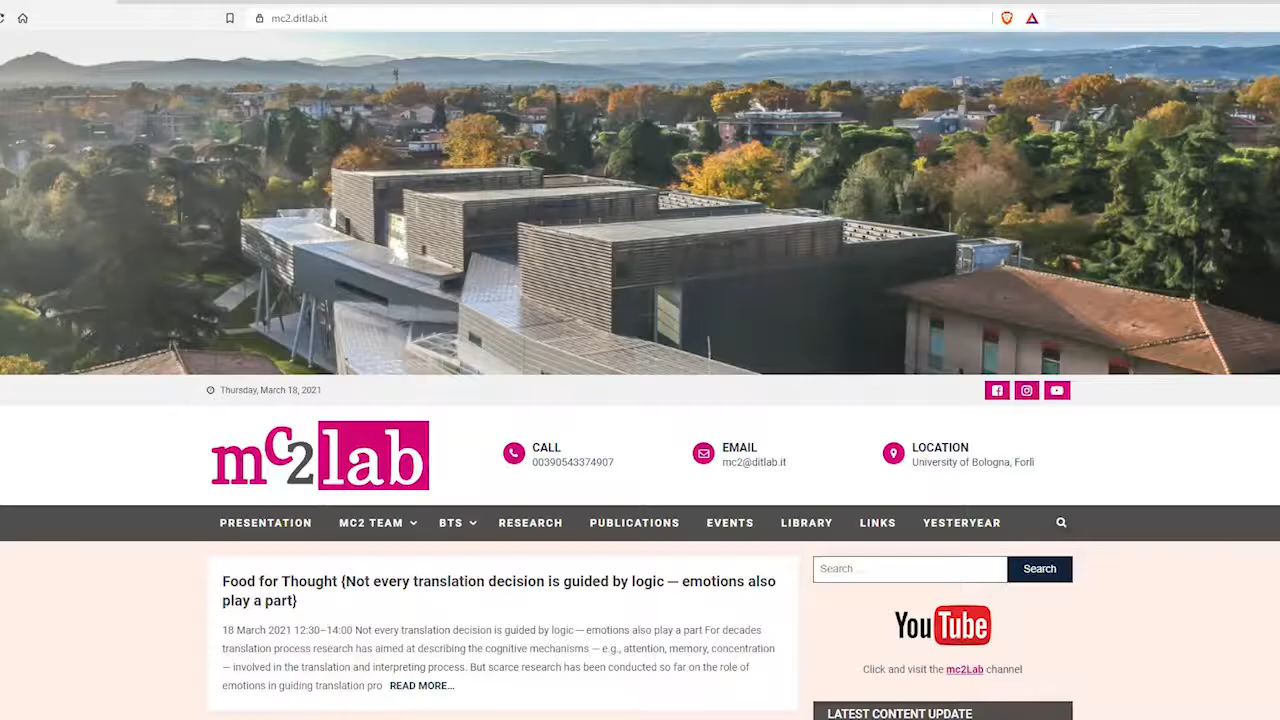 mc2.ditlab.it
Thursday, March 18, 2021
mc2lab
CALL
00390543374907
EMAIL
mc2@ditlab.it
LOCATION
University of Bologna, Forlì
PRESENTATION MC2 TEAM BTS RESEARCH PUBLICATIONS EVENTS LIBRARY LINKS YESTERYEAR
Food for Thought {Not every translation decision is guided by logic — emotions also
play a part}
18 March 2021 12:30–14:00 Not every translation decision is guided by logic — emotions also play a part For decades
translation process research has aimed at describing the cognitive mechanisms — e.g., attention, memory, concentration
— involved in the translation and interpreting process. But scarce research has been conducted so far on the role of
emotions in guiding translation pro READ MORE...
Search ...
Search
YouTube
Click and visit the mc2Lab channel
LATEST CONTENT UPDATE